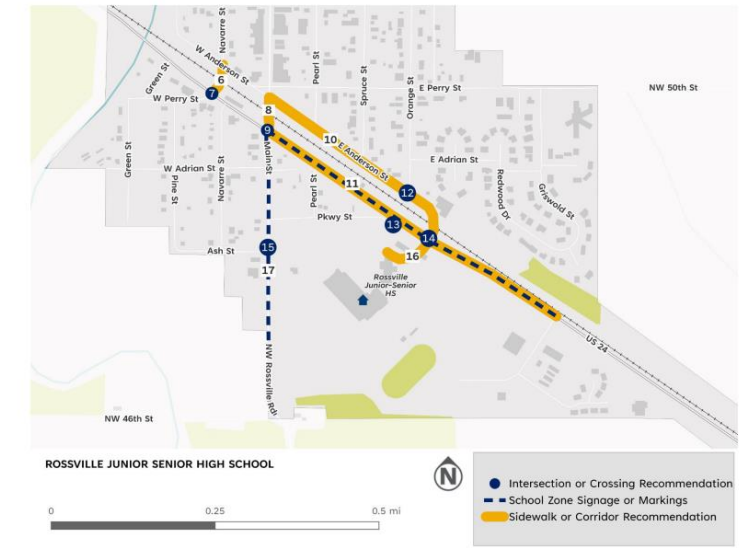 Navarre St
W Anderson St
Green St
Pearl St
Spruce St
Orange St
6
7
W Perry St
E Perry St
NW 50th St
8
9
10
E Anderson St
Main St
Green St
W Adrian St
E Adrian St
Pine St
Navarre St
Pearl St
11
12
Redwood Dr
Griswold St
Pkwy St
13
14
15
Ash St
16
17
Rossville
Junior-Senior
HS
US 24
NW Rossville Rd
NW 46th St
ROSSVILLE JUNIOR SENIOR HIGH SCHOOL
N
0
0.25
0.5 mi
Intersection or Crossing Recommendation
School Zone Signage or Markings
Sidewalk or Corridor Recommendation